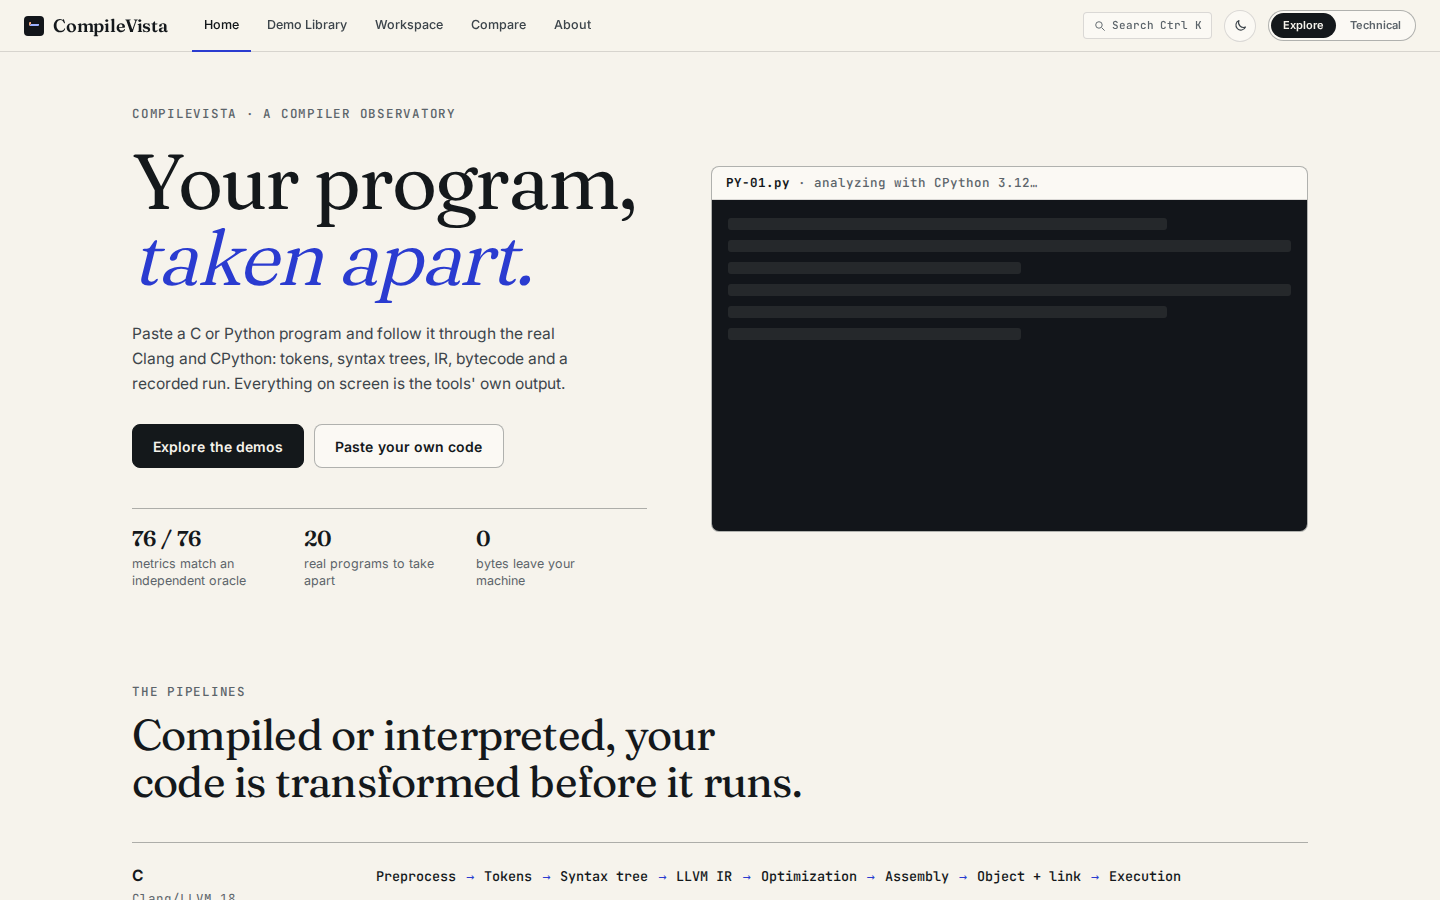 CompileVista
Home
Demo Library
Workspace
Compare
About
Search Ctrl K
Explore
Technical
COMPILEVISTA · A COMPILER OBSERVATORY
Your program,
taken apart.
Paste a C or Python program and follow it through the real
Clang and CPython: tokens, syntax trees, IR, bytecode and a
recorded run. Everything on screen is the tools' own output.
Explore the demos
Paste your own code
76 / 76
metrics match an
independent oracle
20
real programs to take
apart
0
bytes leave your
machine
PY-01.py · analyzing with CPython 3.12…
THE PIPELINES
Compiled or interpreted, your
code is transformed before it runs.
C
Clang/LLVM 18
Preprocess → Tokens → Syntax tree → LLVM IR → Optimization → Assembly → Object + link → Execution